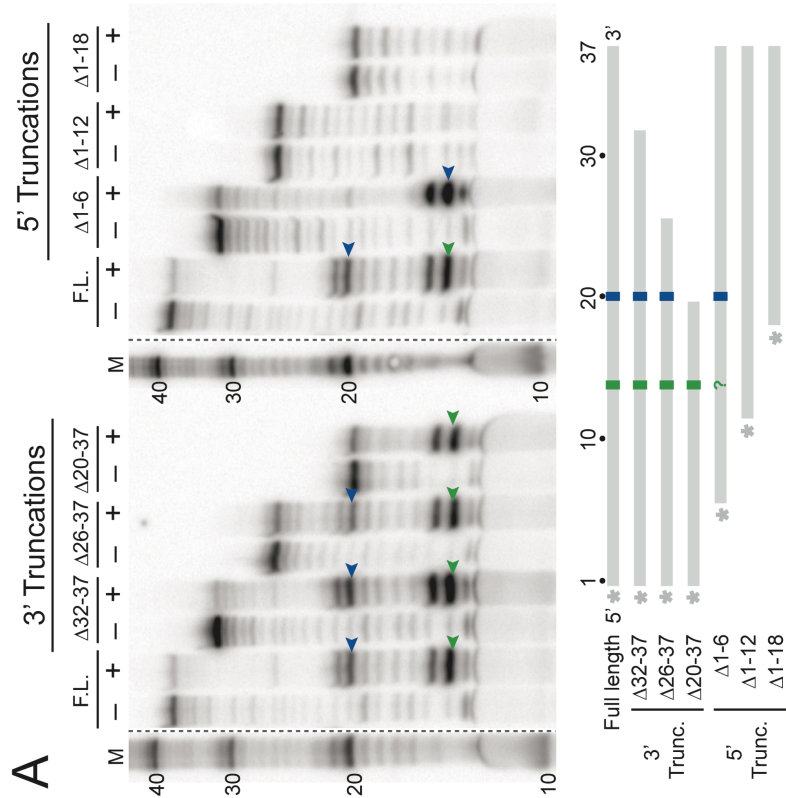 A
3' Truncations
5' Truncations
F.L. Δ32-37 Δ26-37 Δ20-37
F.L. Δ1-6 Δ1-12 Δ1-18
M − + − + − + − +
M − + − + − + − +
40
30
20
10
40
30
20
10
1 10 20 30 37
Full length * 5' 3'
3' Trunc.
Δ32-37 *
Δ26-37 *
Δ20-37 *
5' Trunc.
Δ1-6 * ?
Δ1-12 *
Δ1-18 *